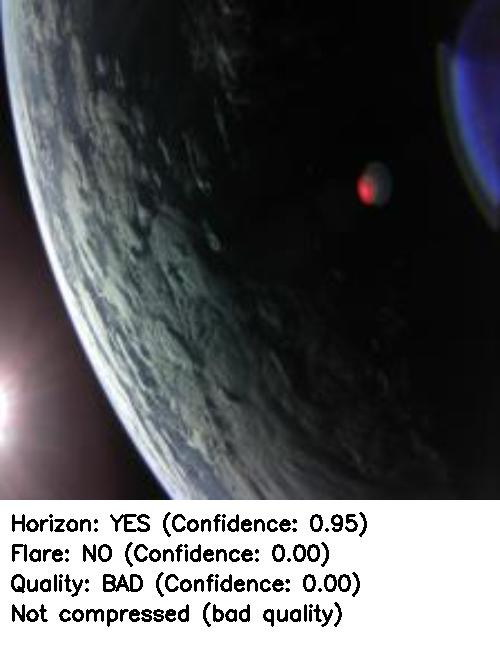 Horizon: YES (Confidence: 0.95)
Flare: NO (Confidence: 0.00)
Quality: BAD (Confidence: 0.00)
Not compressed (bad quality)